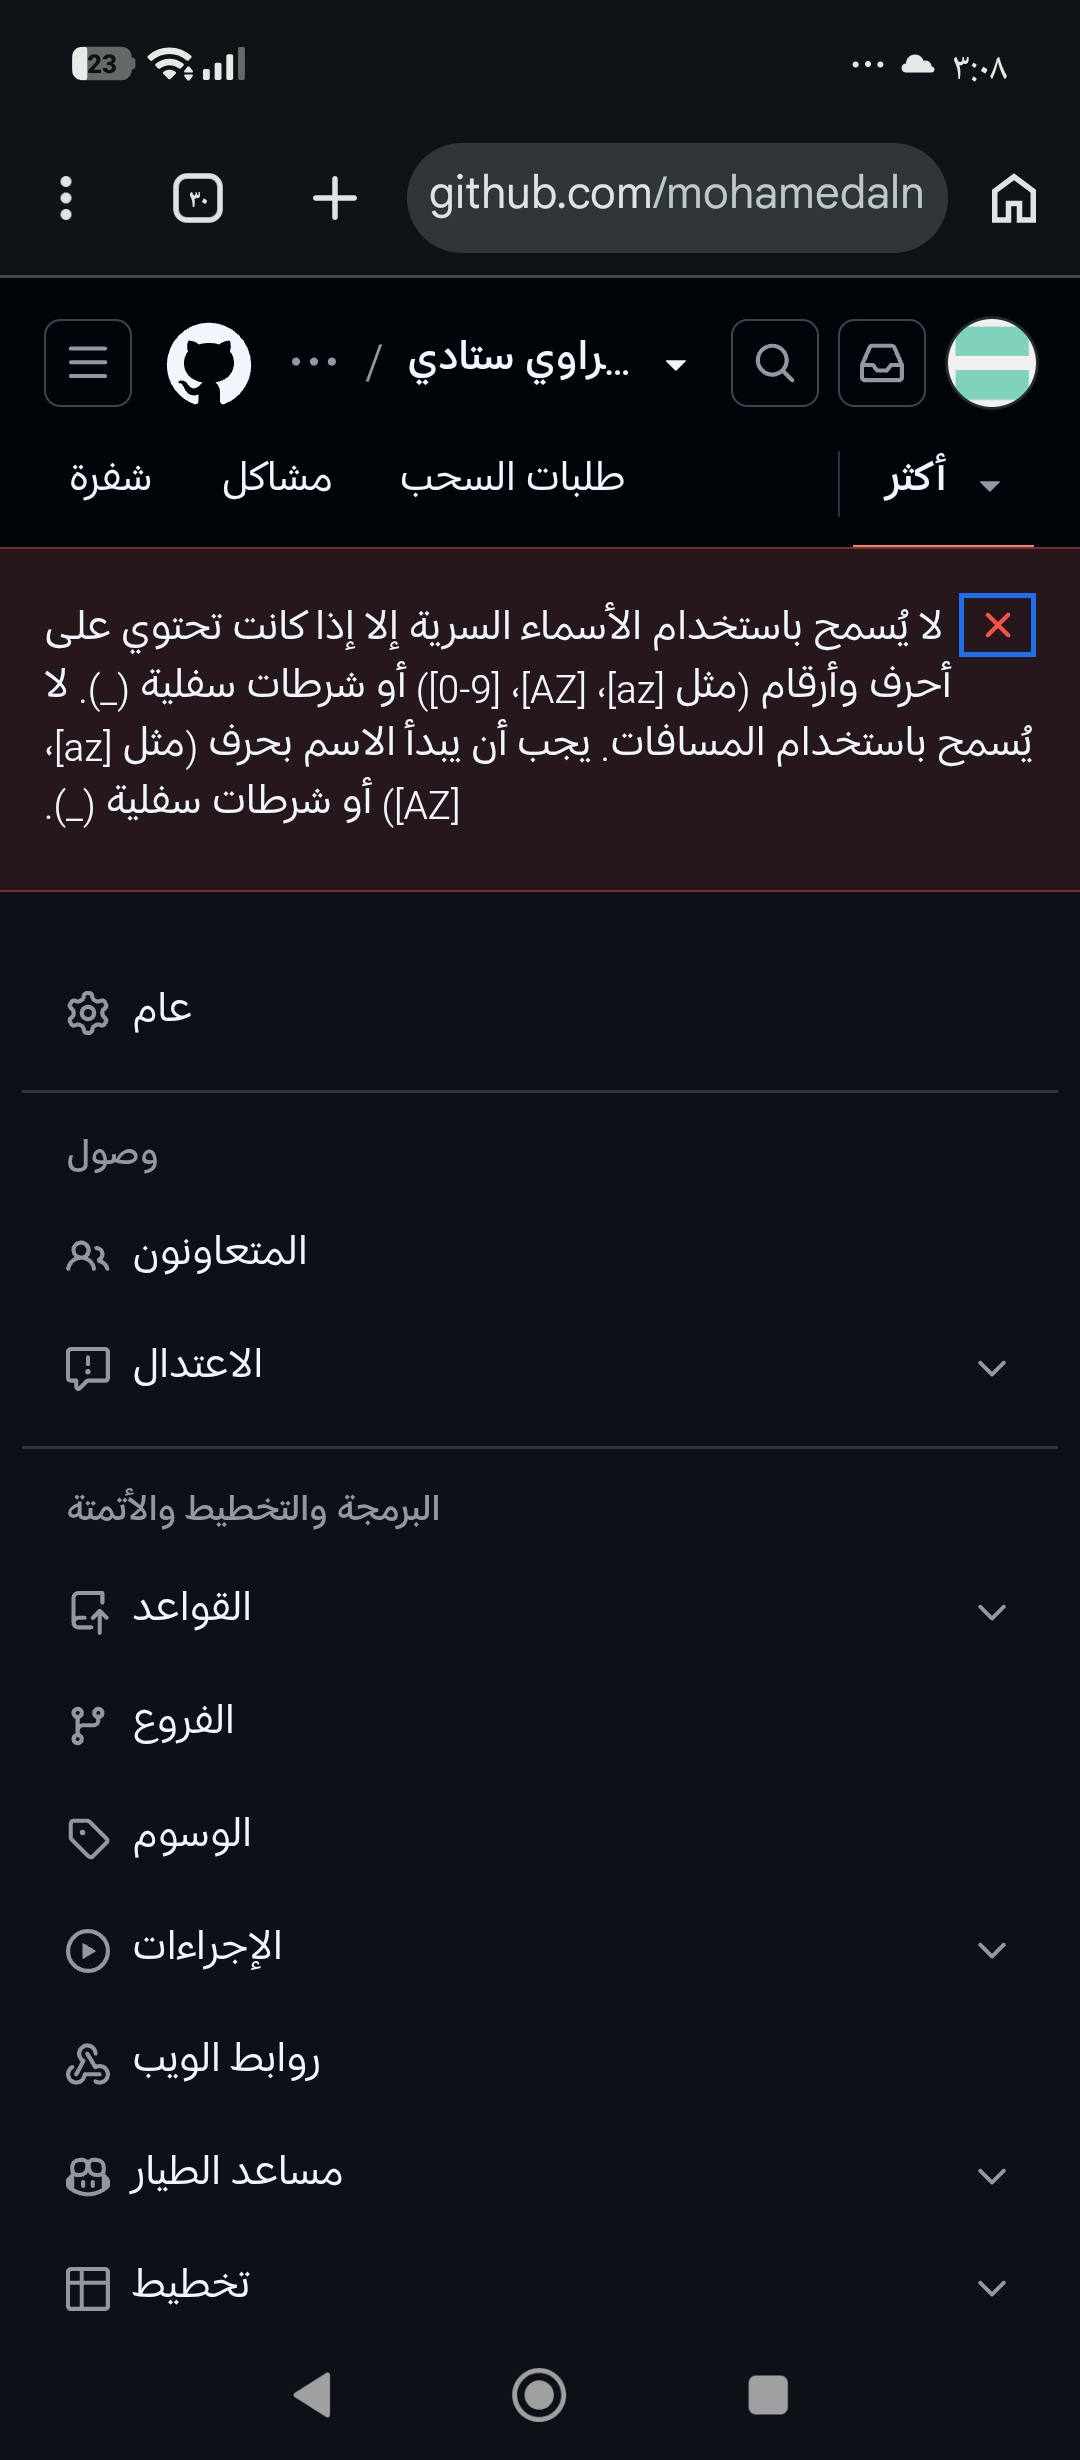 23
٣:٠٨
٣٠
github.com/mohamedaln
...راوي ستادي
شفرة
مشاكل
طلبات السحب
أكثر
لا يُسمح باستخدام الأسماء السرية إلا إذا كانت تحتوي على
أحرف وأرقام (مثل [az]، [AZ]، [0-9]) أو شرطات سفلية (_). لا
يُسمح باستخدام المسافات. يجب أن يبدأ الاسم بحرف (مثل [az]،
[AZ]) أو شرطات سفلية (_).
عام
وصول
المتعاونون
الاعتدال
البرمجة والتخطيط والأتمتة
القواعد
الفروع
الوسوم
الإجراءات
روابط الويب
مساعد الطيار
تخطيط